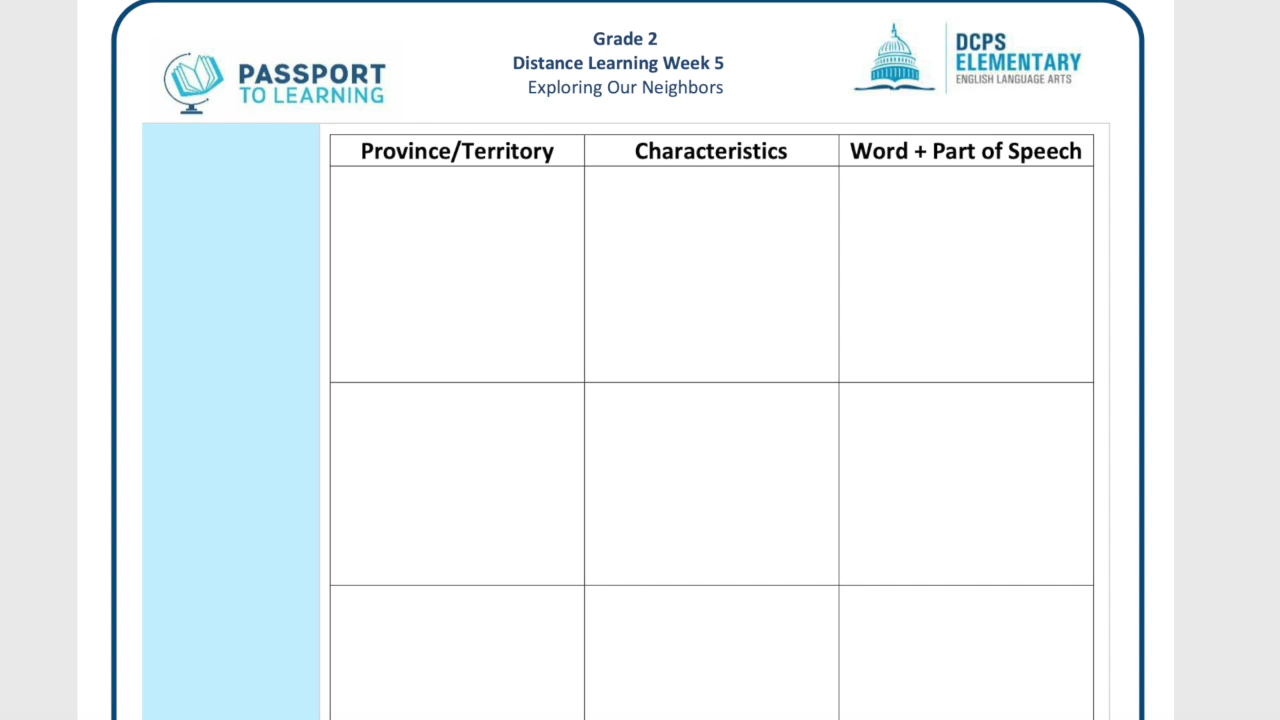 Grade 2
Distance Learning Week 5
Exploring Our Neighbors
PASSPORT
TO LEARNING
DCPS
ELEMENTARY
ENGLISH LANGUAGE ARTS
Province/Territory Characteristics Word + Part of Speech